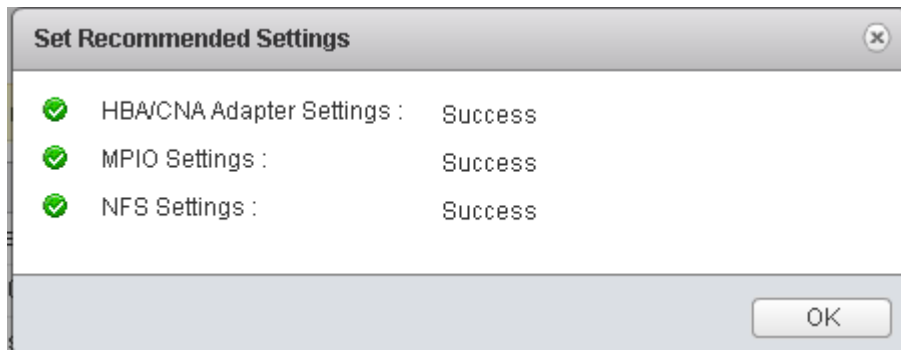 Set Recommended Settings
HBA/CNA Adapter Settings : Success
MPIO Settings : Success
NFS Settings : Success
OK